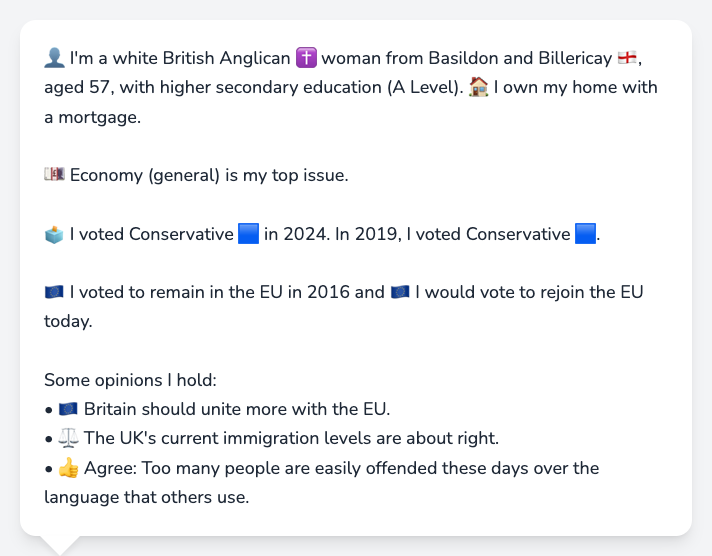 👤 I'm a white British Anglican ✝️ woman from Basildon and Billericay 🏴󠁧󠁢󠁥󠁮󠁧󠁿,
aged 57, with higher secondary education (A Level). 🏠 I own my home with
a mortgage.
💷 Economy (general) is my top issue.
🗳️ I voted Conservative 🟦 in 2024. In 2019, I voted Conservative 🟦.
🇪🇺 I voted to remain in the EU in 2016 and 🇪🇺 I would vote to rejoin the EU
today.
Some opinions I hold:
• 🇪🇺 Britain should unite more with the EU.
• ⚖️ The UK's current immigration levels are about right.
• 👍 Agree: Too many people are easily offended these days over the
language that others use.